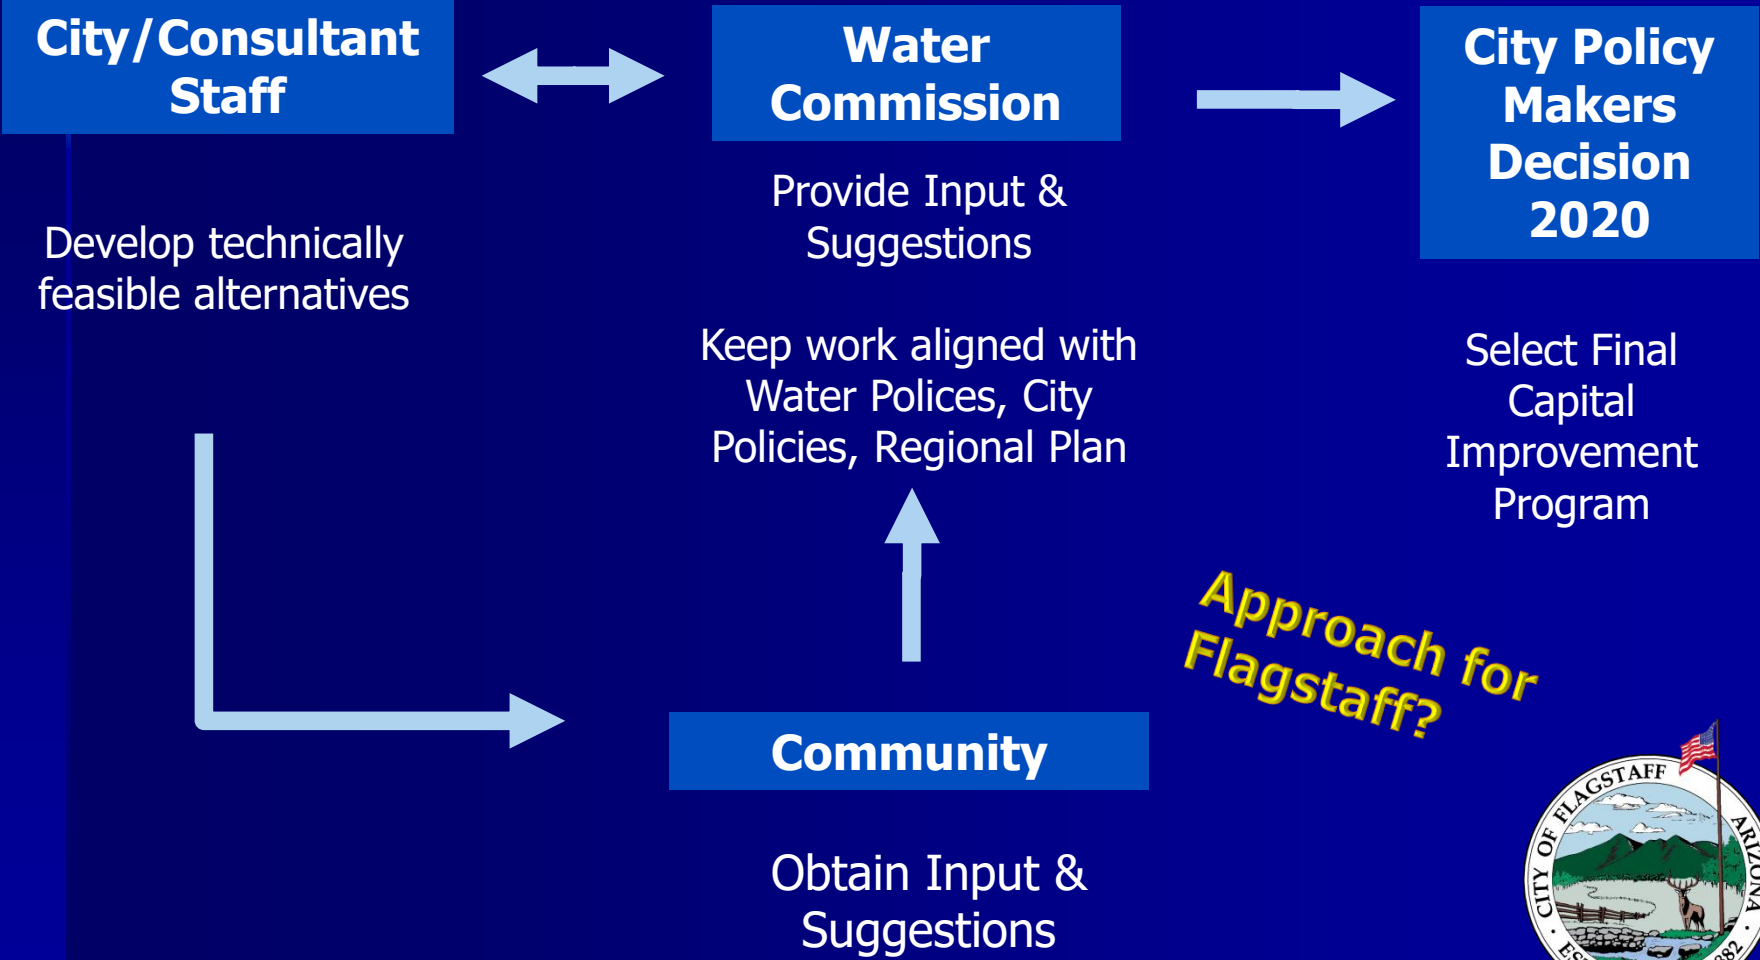 City/Consultant
Staff
Develop technically
feasible alternatives
Water
Commission
Provide Input &
Suggestions
Keep work aligned with
Water Polices, City
Policies, Regional Plan
City Policy
Makers
Decision
2020
Select Final
Capital
Improvement
Program
Community
Obtain Input &
Suggestions
Approach for
Flagstaff?
CITY OF FLAGSTAFF